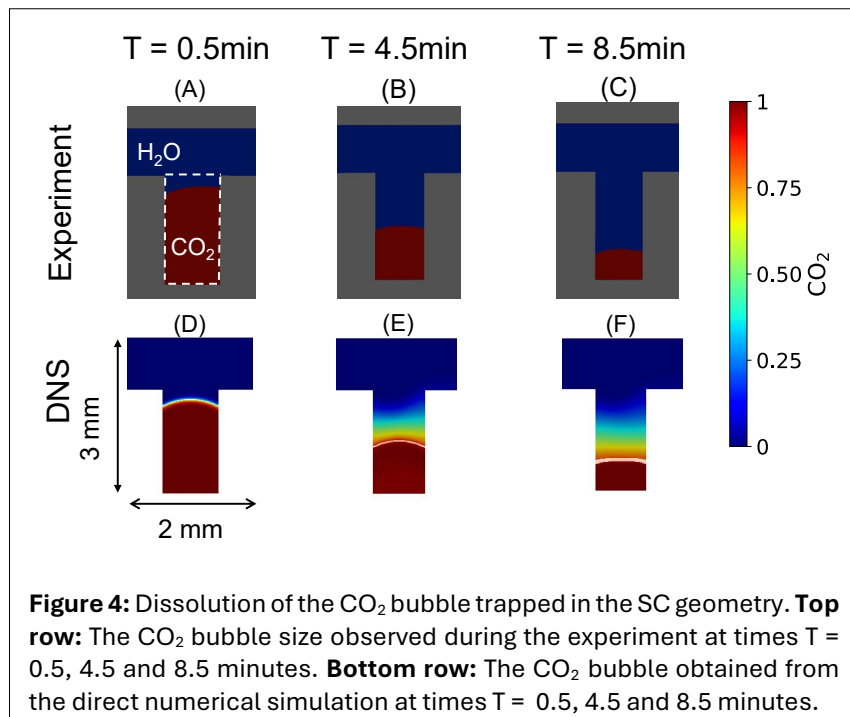 T = 0.5min T = 4.5min T = 8.5min
(A) (B) (C)
Experiment
H₂O
CO₂
1
0.75
0.50
0.25
0
CO₂
(D) (E) (F)
DNS
3 mm
2 mm
Figure 4: Dissolution of the CO₂ bubble trapped in the SC geometry. Top
row: The CO₂ bubble size observed during the experiment at times T =
0.5, 4.5 and 8.5 minutes. Bottom row: The CO₂ bubble obtained from
the direct numerical simulation at times T = 0.5, 4.5 and 8.5 minutes.